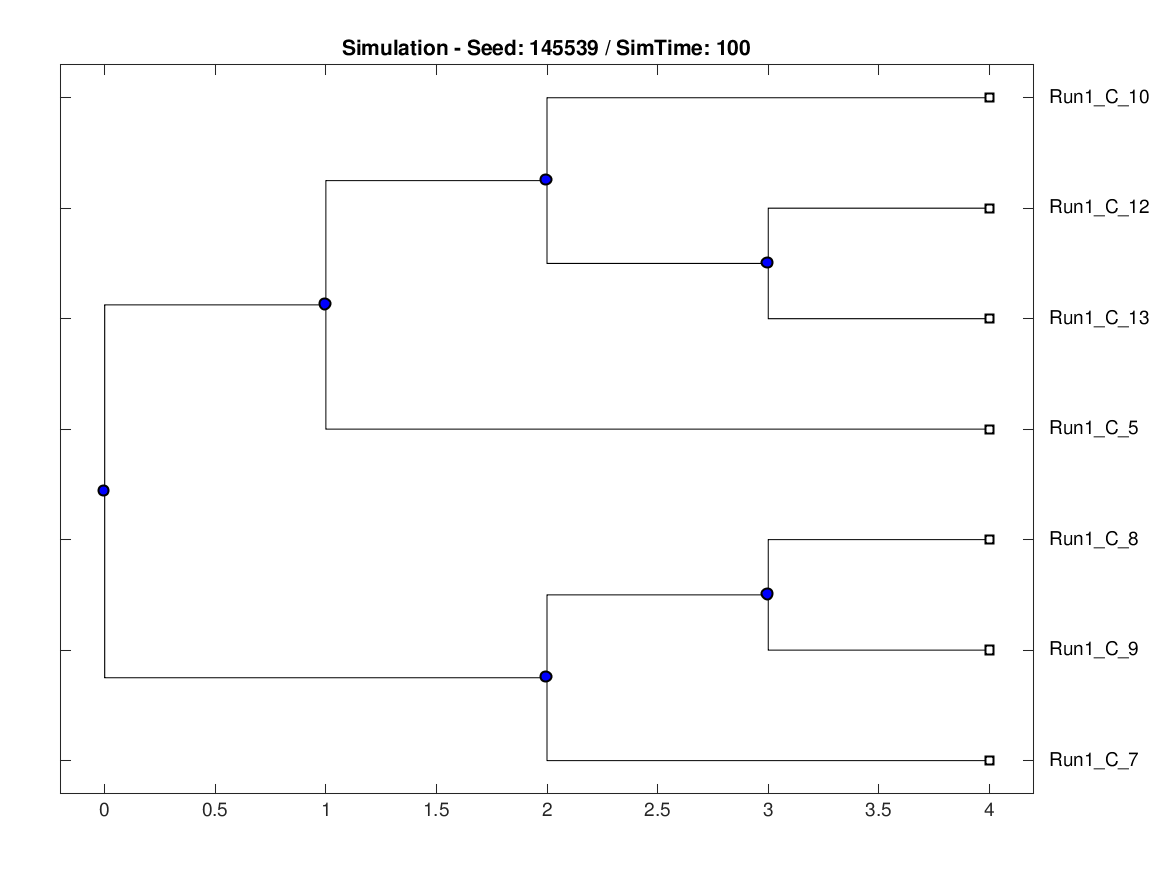 Simulation - Seed: 145539 / SimTime: 100
Run1_C_10
Run1_C_12
Run1_C_13
Run1_C_5
Run1_C_8
Run1_C_9
Run1_C_7
0 0.5 1 1.5 2 2.5 3 3.5 4